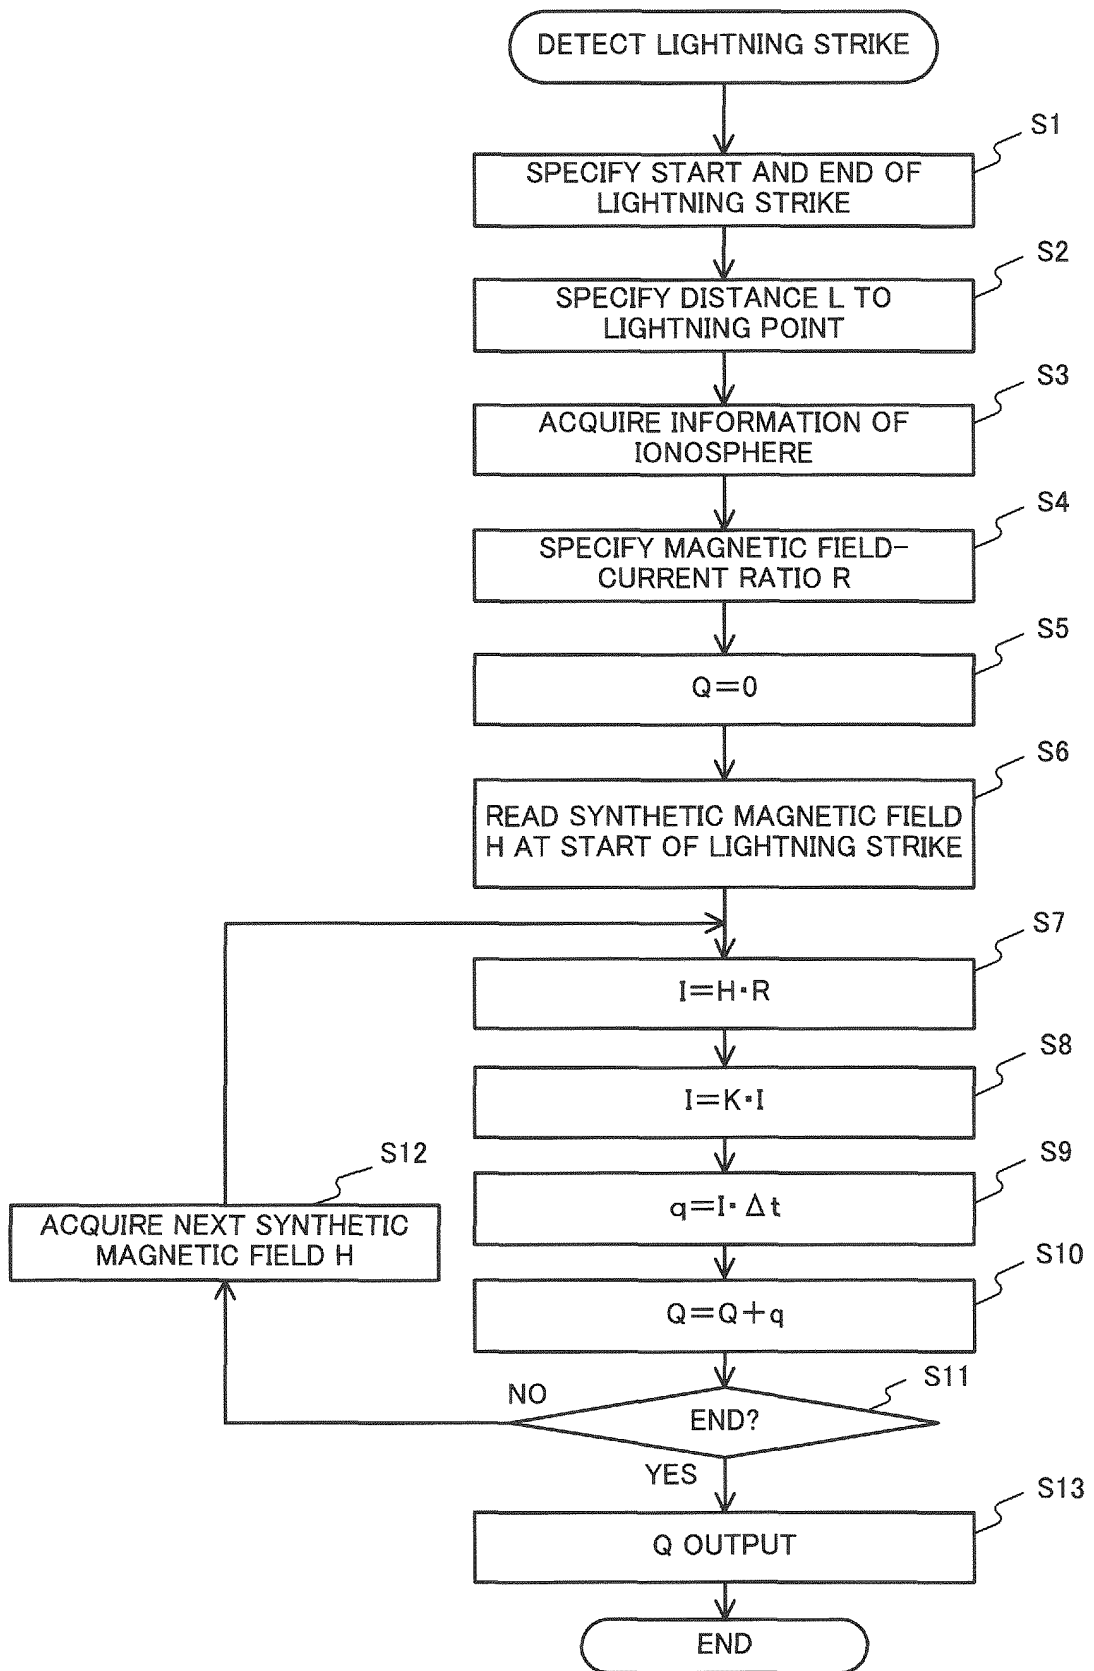 DETECT LIGHTNING STRIKE
S1
SPECIFY START AND END OF
LIGHTNING STRIKE
S2
SPECIFY DISTANCE L TO
LIGHTNING POINT
S3
ACQUIRE INFORMATION OF
IONOSPHERE
S4
SPECIFY MAGNETIC FIELD-
CURRENT RATIO R
S5
Q=0
S6
READ SYNTHETIC MAGNETIC FIELD
H AT START OF LIGHTNING STRIKE
S7
I=H・R
S8
I=K・I
S9
q=I・Δt
S12
ACQUIRE NEXT SYNTHETIC
MAGNETIC FIELD H
S10
Q=Q+q
S11
NO
END?
YES
S13
Q OUTPUT
END